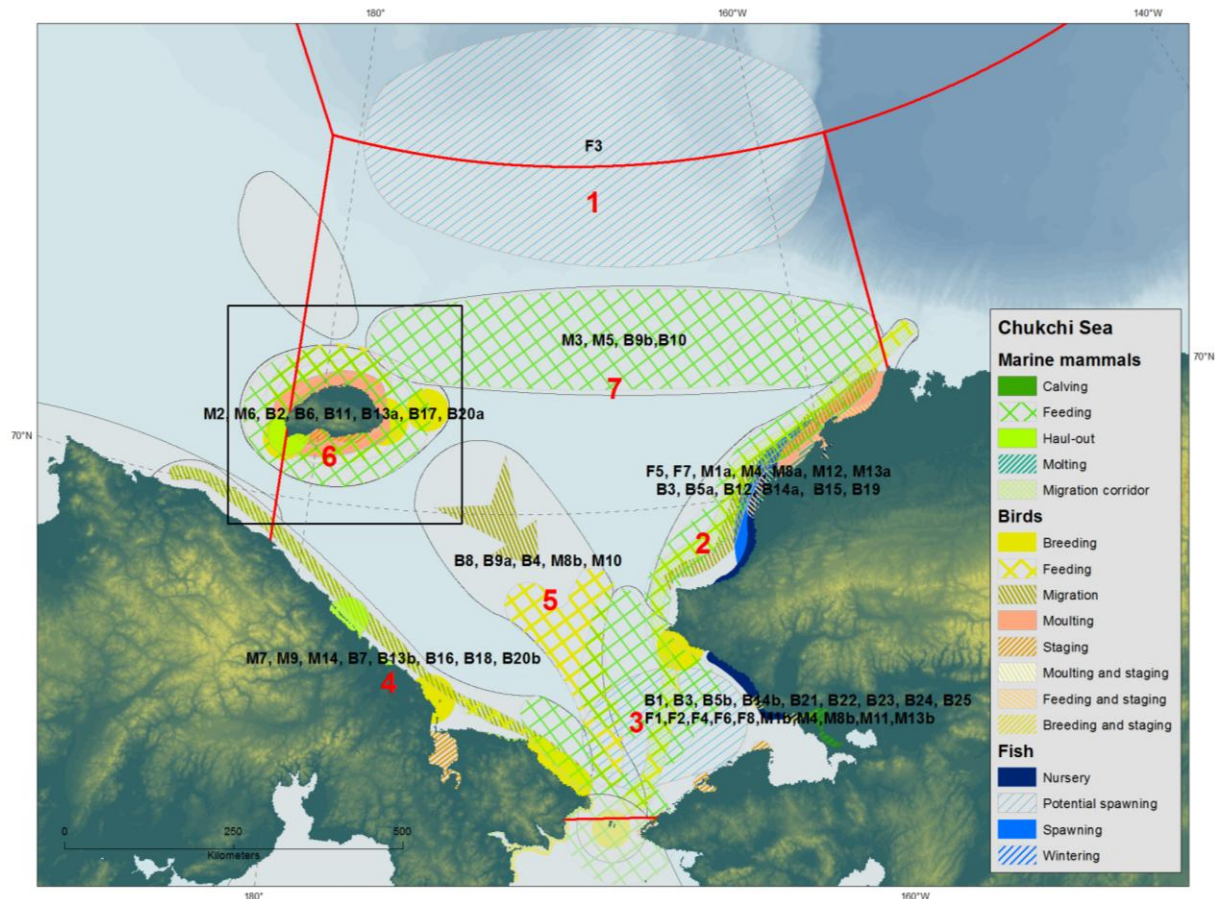 180°
160°W
140°W
F3
1
M3, M5, B9b,B10
7
70°N
70°N
M2, M6, B2, B6, B11, B13a, B17, B20a
6
F5, F7, M1a, M4, M8a, M12, M13a
B3, B5a, B12, B14a, B15, B19
2
B8, B9a, B4, M8b, M10
5
M7, M9, M14, B7, B13b, B16, B18, B20b
4
B1, B3, B5b, B14b, B21, B22, B23, B24, B25
3
F1,F2,F4,F6,F8,M1b,M4,M8b,M11,M13b
0
250
500
Kilometers
180°
160°W
Chukchi Sea
Marine mammals
Calving
Feeding
Haul-out
Molting
Migration corridor
Birds
Breeding
Feeding
Migration
Moulting
Staging
Moulting and staging
Feeding and staging
Breeding and staging
Fish
Nursery
Potential spawning
Spawning
Wintering